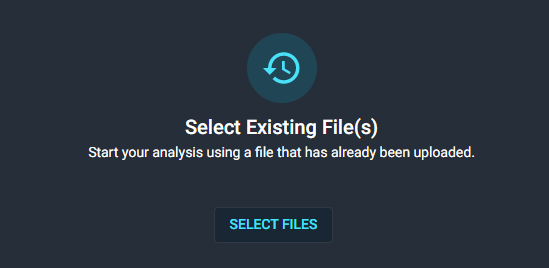 Select Existing File(s)
Start your analysis using a file that has already been uploaded.
SELECT FILES